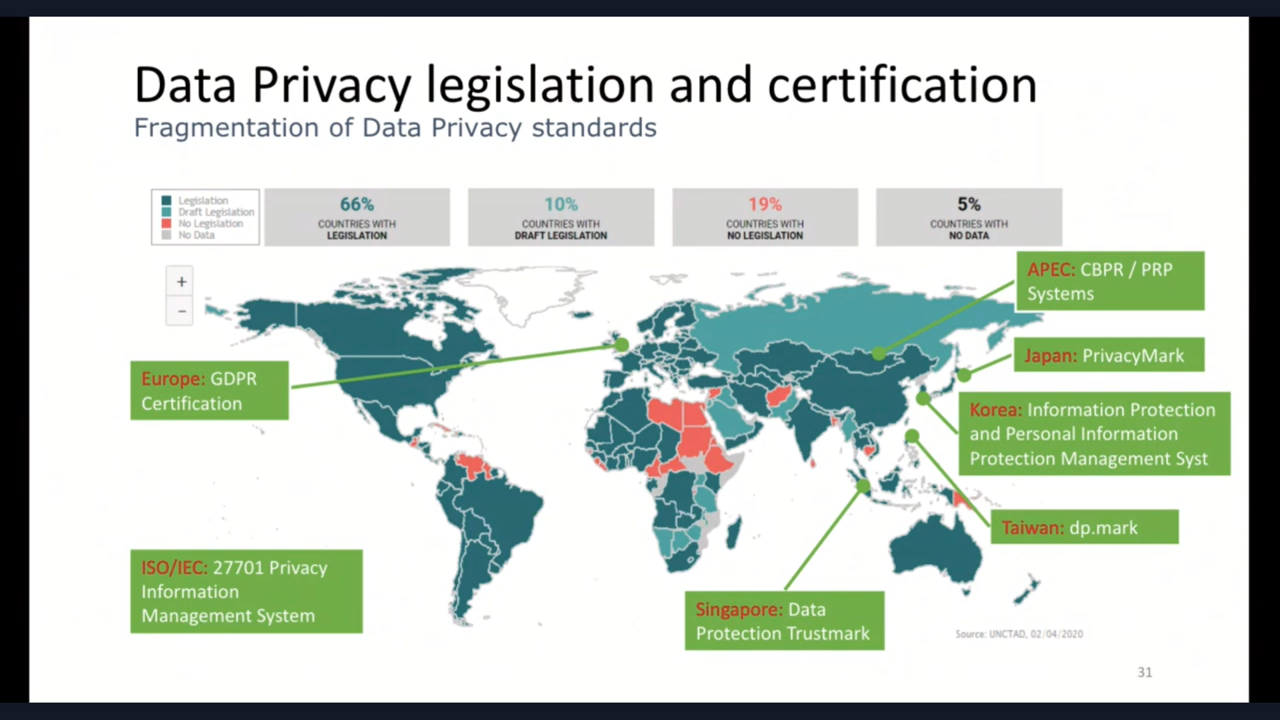 Data Privacy legislation and certification
Fragmentation of Data Privacy standards
Legislation
Draft Legislation
No Legislation
No Data
66%
COUNTRIES WITH
LEGISLATION
10%
COUNTRIES WITH
DRAFT LEGISLATION
19%
COUNTRIES WITH
NO LEGISLATION
5%
COUNTRIES WITH
NO DATA
+
−
APEC: CBPR / PRP
Systems
Japan: PrivacyMark
Europe: GDPR
Certification
Korea: Information Protection
and Personal Information
Protection Management Syst
Taiwan: dp.mark
ISO/IEC: 27701 Privacy
Information
Management System
Singapore: Data
Protection Trustmark
Source: UNCTAD, 02/04/2020
31